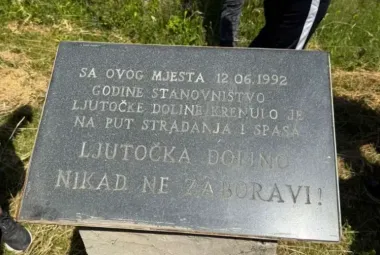 SA OVOG MJESTA 12.06.1992
GODINE STANOVNIŠTVO
LJUTOČKE DOLINE KRENULO JE
NA PUT STRADANJA I SPASA
LJUTOČKA DOLINO
NIKAD NE ZABORAVI!